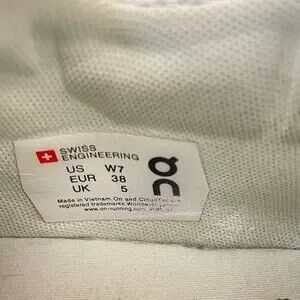 SWISS
ENGINEERING
US W7
EUR 38
UK 5
on
Made in Vietnam. On and CloudTec are
registered trademarks. Worldwide
www.on-running.com